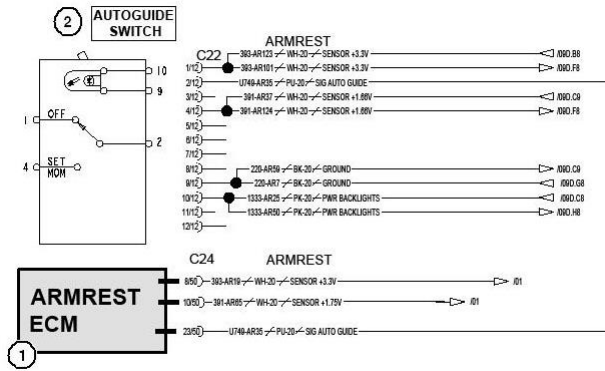 2 AUTOGUIDE SWITCH
ARMREST
C22
10
9
1 OFF
2
4 SET MOM
393-AR123 WH-20 SENSOR +3.3V /09D.B8
1/12 393-AR101 WH-20 SENSOR +3.3V /09D.F8
2/12 U749-AR35 PU-20 SIG AUTO GUIDE
3/12 391-AR37 WH-20 SENSOR +1.66V /09D.C9
4/12 391-AR124 WH-20 SENSOR +1.66V /09D.F8
5/12
6/12
7/12
8/12 220-AR59 BK-20 GROUND /09D.C9
9/12 220-AR7 BK-20 GROUND /09D.G8
10/12 1333-AR25 PK-20 PWR BACKLIGHTS /09D.C8
11/12 1333-AR50 PK-20 PWR BACKLIGHTS /09D.H8
12/12
C24 ARMREST
ARMREST ECM
1
8/50 393-AR19 WH-20 SENSOR +3.3V /01
10/50 391-AR65 WH-20 SENSOR +1.75V /01
23/50 U749-AR35 PU-20 SIG AUTO GUIDE